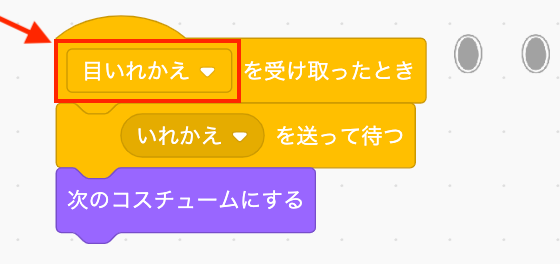 目いれかえ を受け取ったとき
いれかえ を送って待つ
次のコスチュームにする